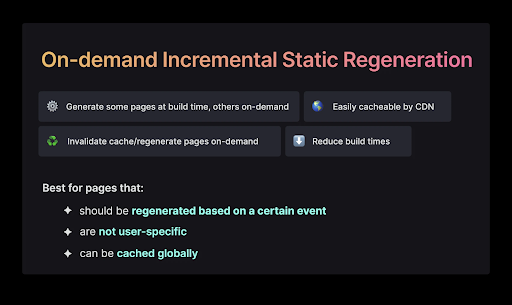 On-demand Incremental Static Regeneration
Generate some pages at build time, others on-demand
Easily cacheable by CDN
Invalidate cache/regenerate pages on-demand
Reduce build times
Best for pages that:
should be regenerated based on a certain event
are not user-specific
can be cached globally